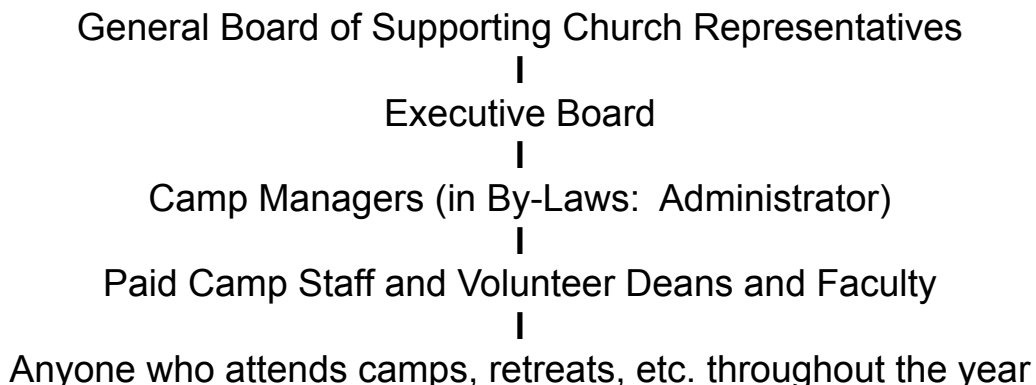 General Board of Supporting Church Representatives
Executive Board
Camp Managers (in By-Laws:  Administrator)
Paid Camp Staff and Volunteer Deans and Faculty
Anyone who attends camps, retreats, etc. throughout the year